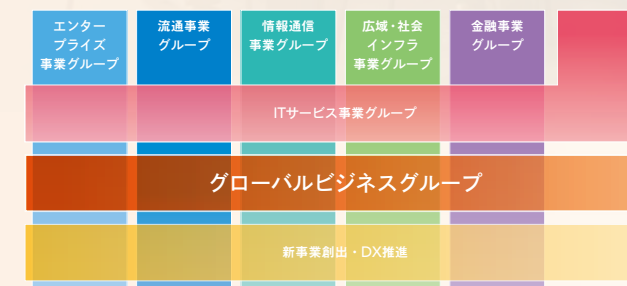 エンター
プライズ
事業グループ
流通事業
グループ
情報通信
事業グループ
広域・社会
インフラ
事業グループ
金融事業
グループ
ITサービス事業グループ
グローバルビジネスグループ
新事業創出・DX推進